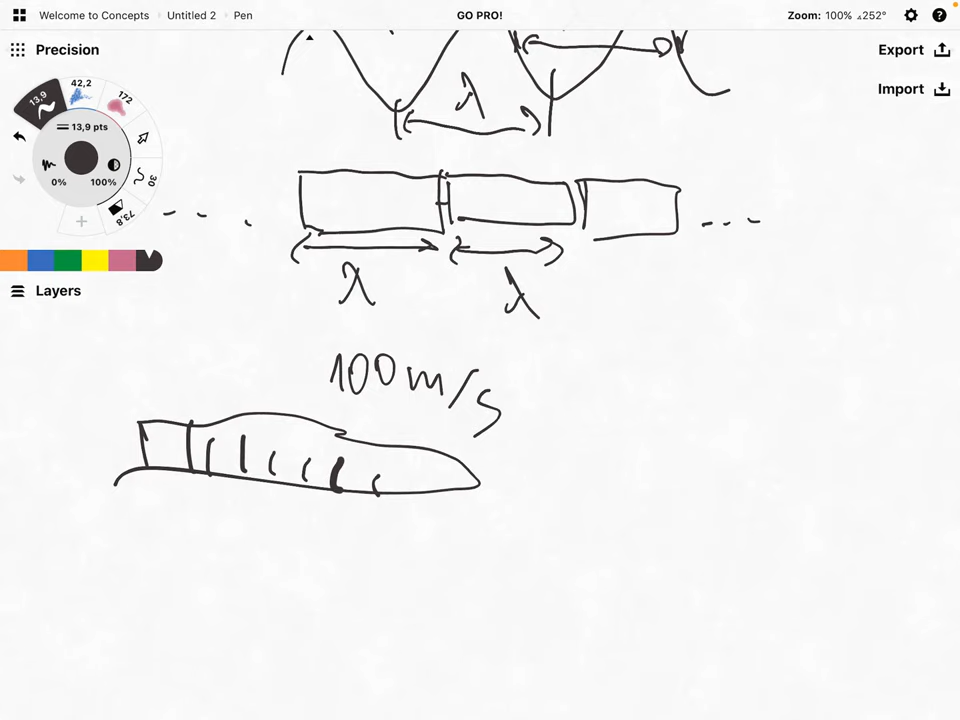 Welcome to Concepts › Untitled 2 › Pen
GO PRO!
Zoom: 100% ⊿252°
Precision
Export
Import
13,9
42,2
172
13,9 pts
0%
100%
30
73,8
Layers
λ
λ
λ
100m/s